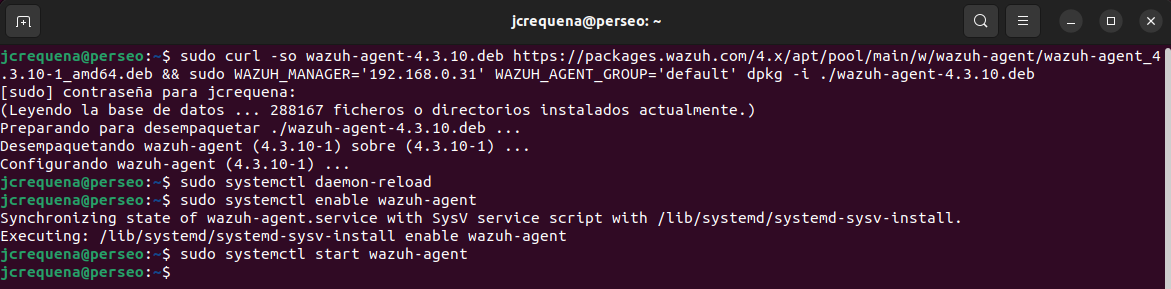 jcrequena@perseo: ~
jcrequena@perseo:~$ sudo curl -so wazuh-agent-4.3.10.deb https://packages.wazuh.com/4.x/apt/pool/main/w/wazuh-agent/wazuh-agent_4
.3.10-1_amd64.deb && sudo WAZUH_MANAGER='192.168.0.31' WAZUH_AGENT_GROUP='default' dpkg -i ./wazuh-agent-4.3.10.deb
[sudo] contraseña para jcrequena:
(Leyendo la base de datos ... 288167 ficheros o directorios instalados actualmente.)
Preparando para desempaquetar ./wazuh-agent-4.3.10.deb ...
Desempaquetando wazuh-agent (4.3.10-1) sobre (4.3.10-1) ...
Configurando wazuh-agent (4.3.10-1) ...
jcrequena@perseo:~$ sudo systemctl daemon-reload
jcrequena@perseo:~$ sudo systemctl enable wazuh-agent
Synchronizing state of wazuh-agent.service with SysV service script with /lib/systemd/systemd-sysv-install.
Executing: /lib/systemd/systemd-sysv-install enable wazuh-agent
jcrequena@perseo:~$ sudo systemctl start wazuh-agent
jcrequena@perseo:~$